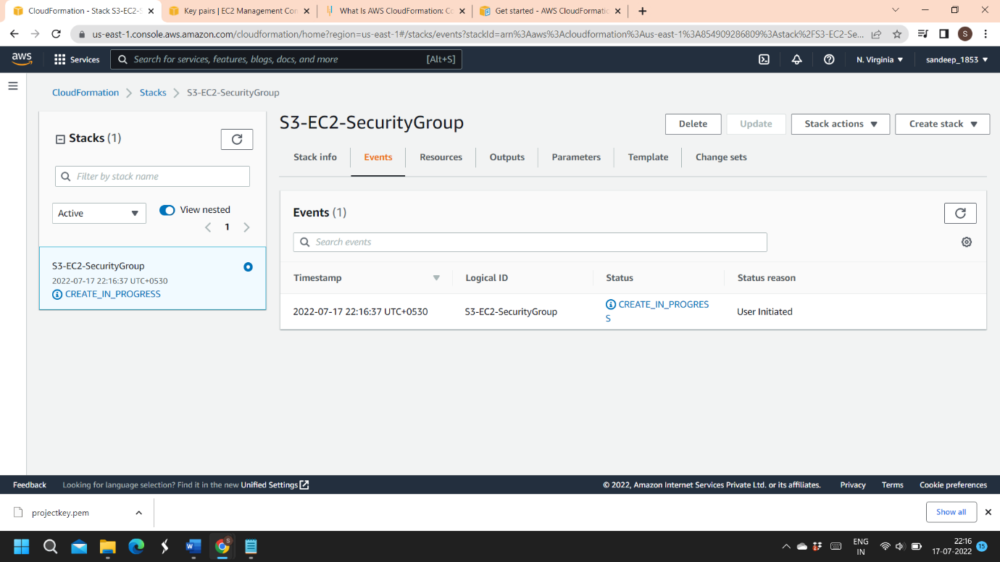 CloudFormation - Stack S3-EC2-S
Key pairs | EC2 Management Con
What Is AWS CloudFormation: Co
Get started - AWS CloudFormatio
us-east-1.console.aws.amazon.com/cloudformation/home?region=us-east-1#/stacks/events?stackId=arn%3Aaws%3Acloudformation%3Aus-east-1%3A854909286809%3Astack%2FS3-EC2-Se...
S
aws
Services
Search for services, features, blogs, docs, and more
[Alt+S]
N. Virginia
sandeep_1853
CloudFormation
Stacks
S3-EC2-SecurityGroup
Stacks (1)
Filter by stack name
Active
View nested
1
S3-EC2-SecurityGroup
2022-07-17 22:16:37 UTC+0530
CREATE_IN_PROGRESS
S3-EC2-SecurityGroup
Delete
Update
Stack actions
Create stack
Stack info
Events
Resources
Outputs
Parameters
Template
Change sets
Events (1)
Search events
Timestamp
Logical ID
Status
Status reason
2022-07-17 22:16:37 UTC+0530
S3-EC2-SecurityGroup
CREATE_IN_PROGRES
S
User Initiated
Feedback
Looking for language selection? Find it in the new Unified Settings
© 2022, Amazon Internet Services Private Ltd. or its affiliates.
Privacy
Terms
Cookie preferences
projectkey.pem
Show all
W
S
ENG
IN
22:16
17-07-2022
15